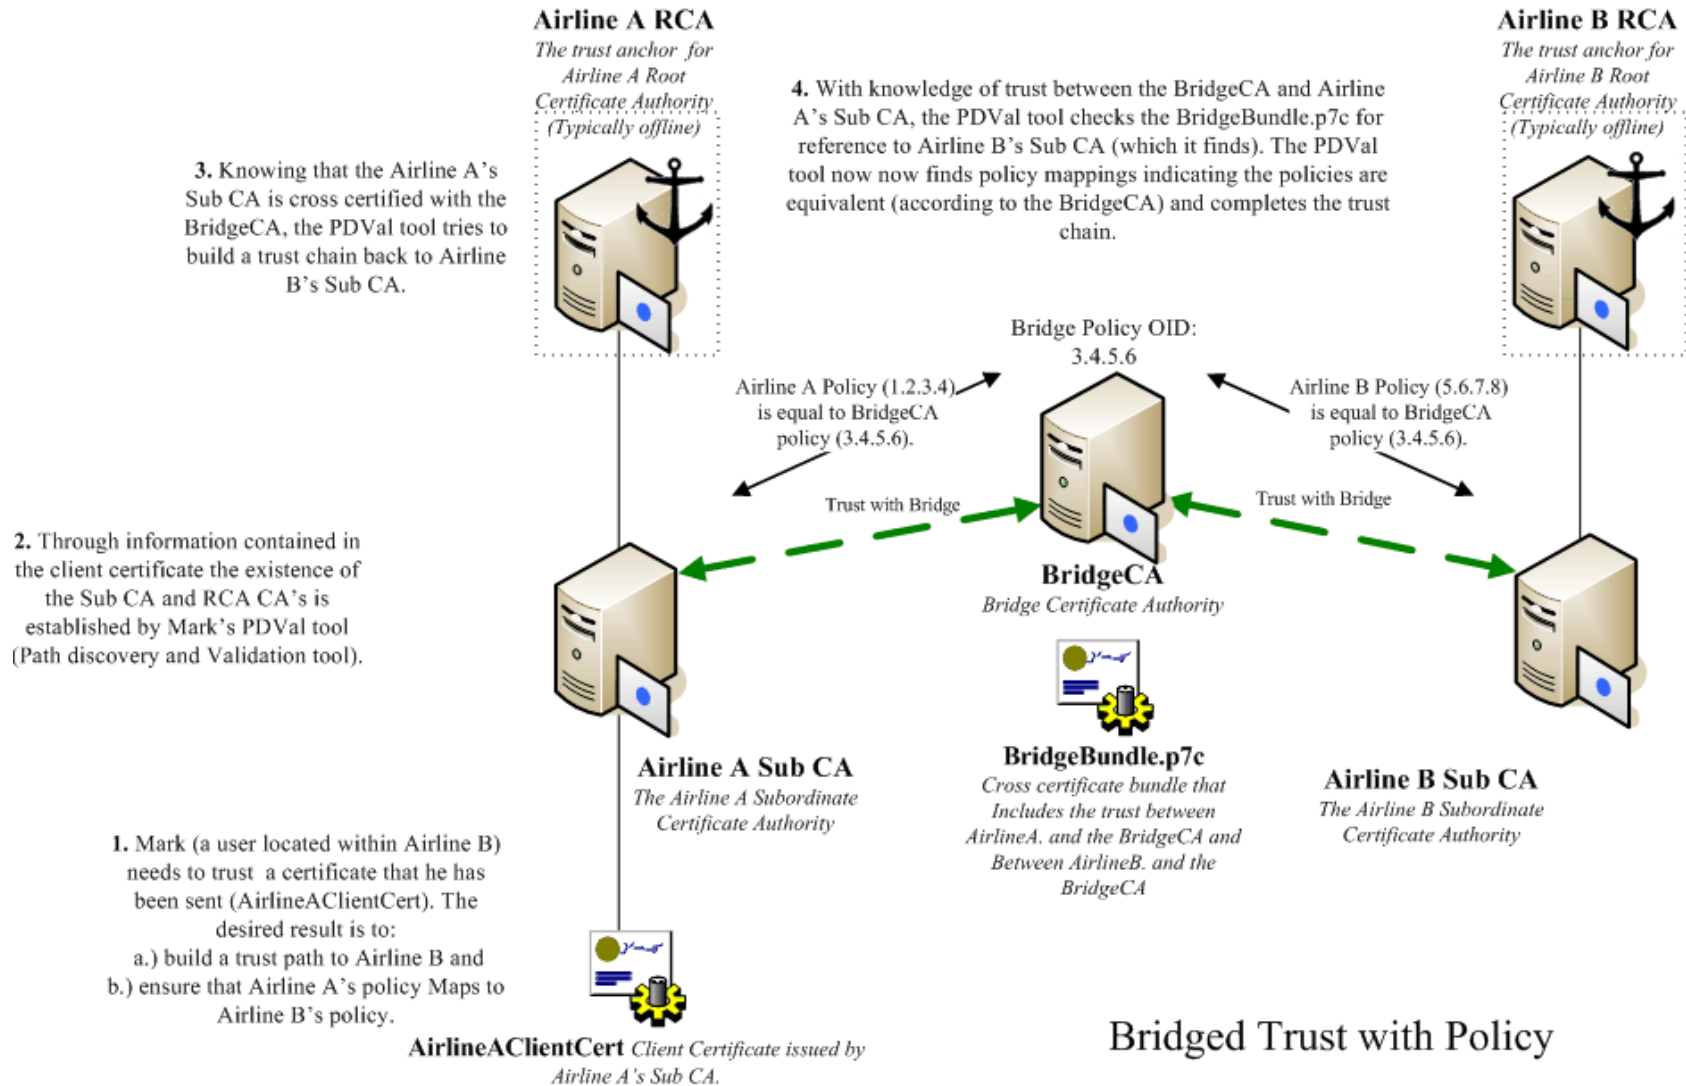 Airline A RCA
The trust anchor for
Airline A Root
Certificate Authority
(Typically offline)
Airline B RCA
The trust anchor for
Airline B Root
Certificate Authority
(Typically offline)
4. With knowledge of trust between the BridgeCA and Airline
A's Sub CA, the PDVal tool checks the BridgeBundle.p7c for
reference to Airline B's Sub CA (which it finds). The PDVal
tool now now finds policy mappings indicating the policies are
equivalent (according to the BridgeCA) and completes the trust
chain.
3. Knowing that the Airline A's
Sub CA is cross certified with the
BridgeCA, the PDVal tool tries to
build a trust chain back to Airline
B's Sub CA.
Bridge Policy OID:
3.4.5.6
Airline A Policy (1.2.3.4)
is equal to BridgeCA
policy (3.4.5.6).
Airline B Policy (5.6.7.8)
is equal to BridgeCA
policy (3.4.5.6).
Trust with Bridge
Trust with Bridge
2. Through information contained in
the client certificate the existence of
the Sub CA and RCA CA's is
established by Mark's PDVal tool
(Path discovery and Validation tool).
BridgeCA
Bridge Certificate Authority
BridgeBundle.p7c
Cross certificate bundle that
Includes the trust between
AirlineA. and the BridgeCA and
Between AirlineB. and the
BridgeCA
Airline A Sub CA
The Airline A Subordinate
Certificate Authority
Airline B Sub CA
The Airline B Subordinate
Certificate Authority
1. Mark (a user located within Airline B)
needs to trust a certificate that he has
been sent (AirlineAClientCert). The
desired result is to:
a.) build a trust path to Airline B and
b.) ensure that Airline A's policy Maps to
Airline B's policy.
AirlineAClientCert Client Certificate issued by
Airline A's Sub CA.
Bridged Trust with Policy